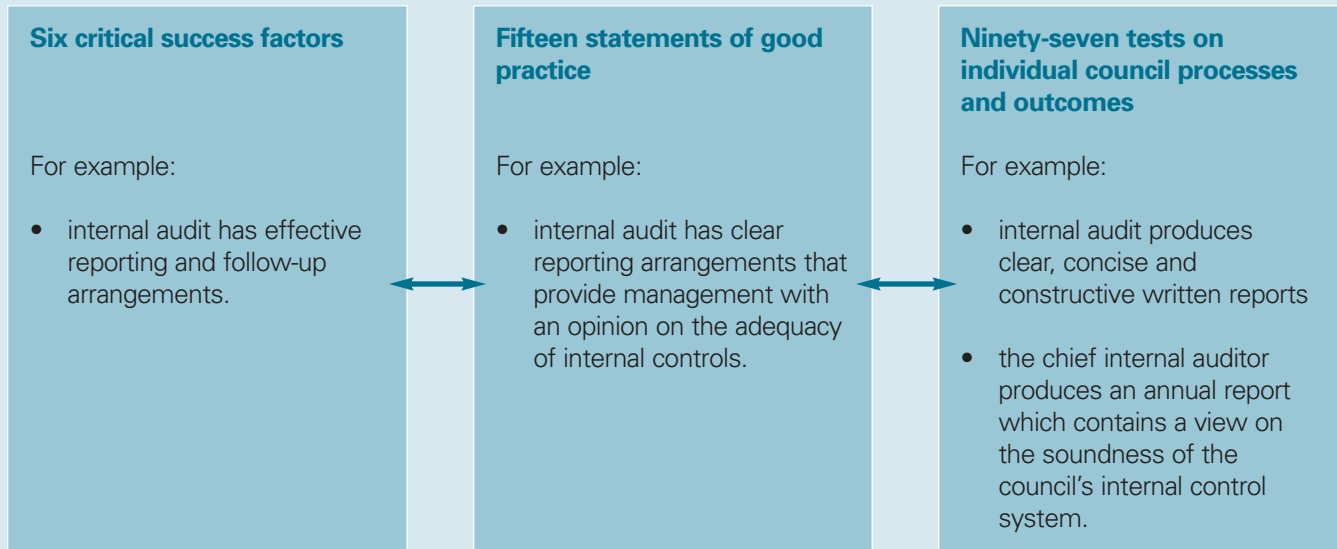 Six critical success factors
For example:
• internal audit has effective
reporting and follow-up
arrangements.
Fifteen statements of good
practice
For example:
• internal audit has clear
reporting arrangements that
provide management with
an opinion on the adequacy
of internal controls.
Ninety-seven tests on
individual council processes
and outcomes
For example:
• internal audit produces
clear, concise and
constructive written reports
• the chief internal auditor
produces an annual report
which contains a view on
the soundness of the
council’s internal control
system.